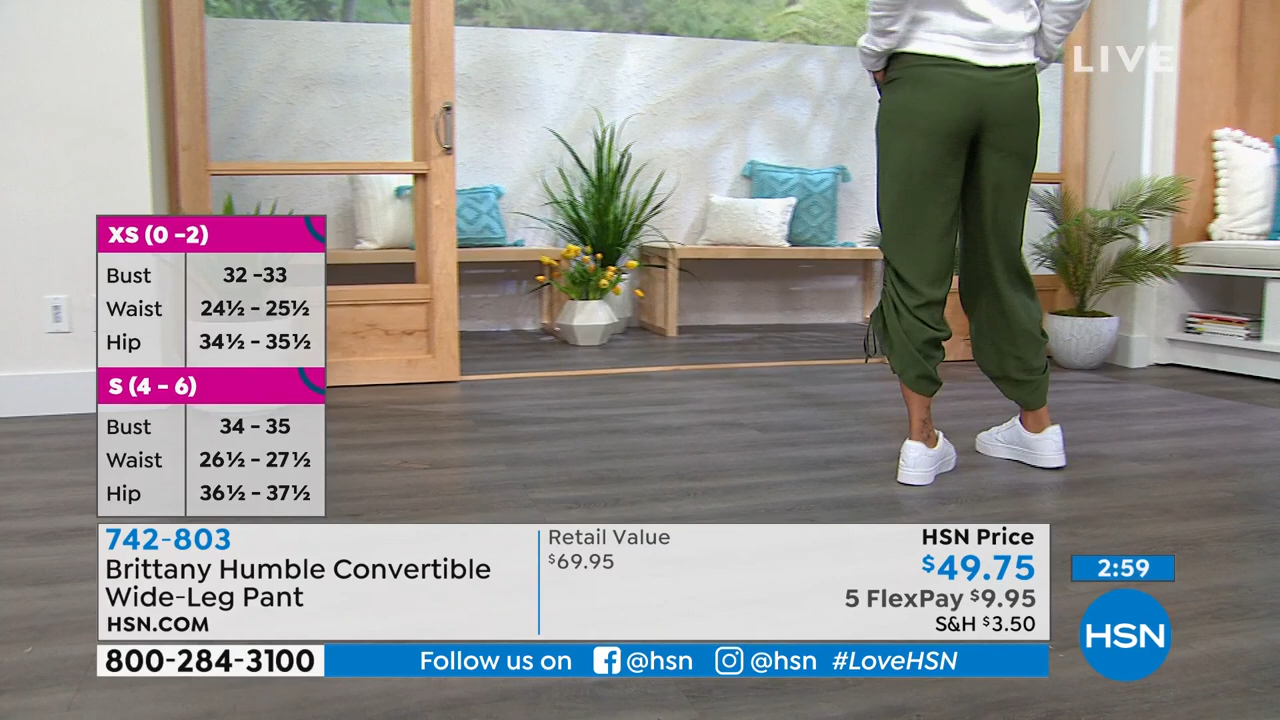 LIVE
XS (0 –2)
Bust 32 –33
Waist 24½ – 25½
Hip 34½ – 35½
S (4 – 6)
Bust 34 – 35
Waist 26½ – 27½
Hip 36½ – 37½
742-803
Brittany Humble Convertible
Wide-Leg Pant
HSN.COM
Retail Value
$69.95
HSN Price
$49.75
5 FlexPay $9.95
S&H $3.50
2:59
HSN
800-284-3100
Follow us on @hsn @hsn #LoveHSN